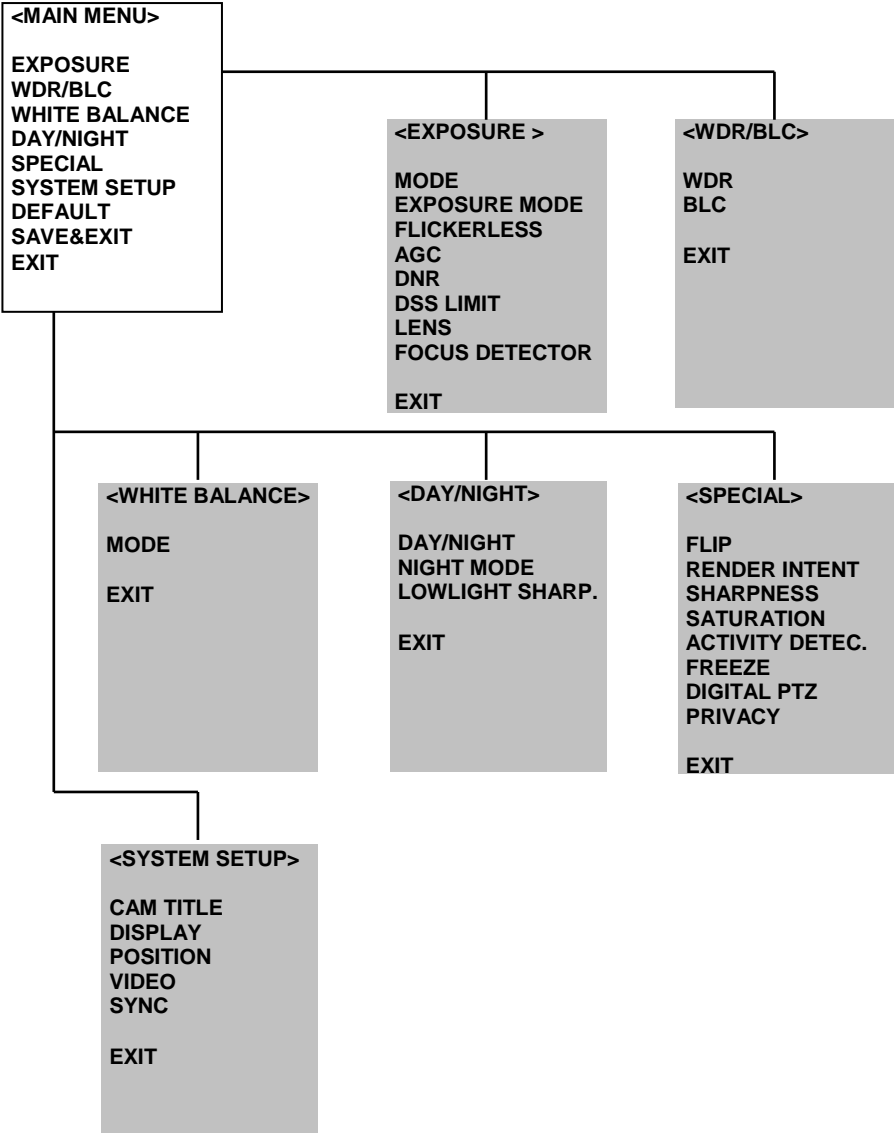 <MAIN MENU>
EXPOSURE
WDR/BLC
WHITE BALANCE
DAY/NIGHT
SPECIAL
SYSTEM SETUP
DEFAULT
SAVE&EXIT
EXIT
<EXPOSURE >
MODE
EXPOSURE MODE
FLICKERLESS
AGC
DNR
DSS LIMIT
LENS
FOCUS DETECTOR
EXIT
<WDR/BLC>
WDR
BLC
EXIT
<WHITE BALANCE>
MODE
EXIT
<DAY/NIGHT>
DAY/NIGHT
NIGHT MODE
LOWLIGHT SHARP.
EXIT
<SPECIAL>
FLIP
RENDER INTENT
SHARPNESS
SATURATION
ACTIVITY DETEC.
FREEZE
DIGITAL PTZ
PRIVACY
EXIT
<SYSTEM SETUP>
CAM TITLE
DISPLAY
POSITION
VIDEO
SYNC
EXIT